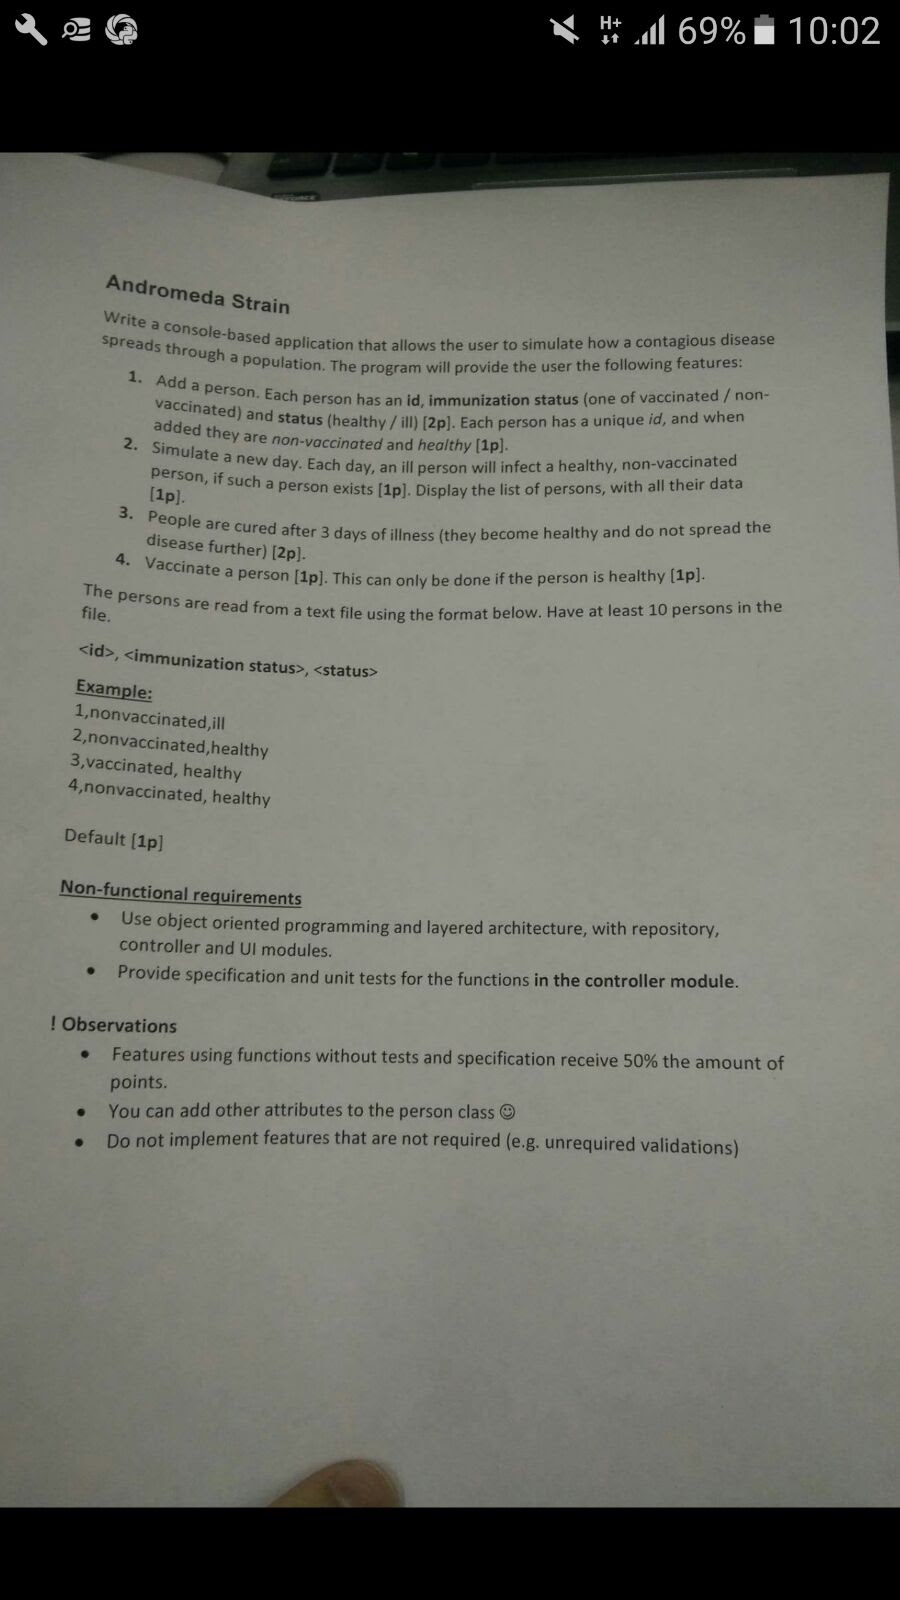 H+
69%
10:02
Andromeda Strain
Write a console-based application that allows the user to simulate how a contagious disease
spreads through a population. The program will provide the user the following features:
1. Add a person. Each person has an id, immunization status (one of vaccinated / non-
vaccinated) and status (healthy / ill) [2p]. Each person has a unique id, and when
added they are non-vaccinated and healthy [1p].
2. Simulate a new day. Each day, an ill person will infect a healthy, non-vaccinated
person, if such a person exists [1p]. Display the list of persons, with all their data
[1p].
3. People are cured after 3 days of illness (they become healthy and do not spread the
disease further) [2p].
4. Vaccinate a person [1p]. This can only be done if the person is healthy [1p].
The persons are read from a text file using the format below. Have at least 10 persons in the
file.
<id>, <immunization status>, <status>
Example:
1,nonvaccinated,ill
2,nonvaccinated,healthy
3,vaccinated, healthy
4,nonvaccinated, healthy
Default [1p]
Non-functional requirements
• Use object oriented programming and layered architecture, with repository,
controller and UI modules.
• Provide specification and unit tests for the functions in the controller module.
! Observations
• Features using functions without tests and specification receive 50% the amount of
points.
• You can add other attributes to the person class ☺
• Do not implement features that are not required (e.g. unrequired validations)